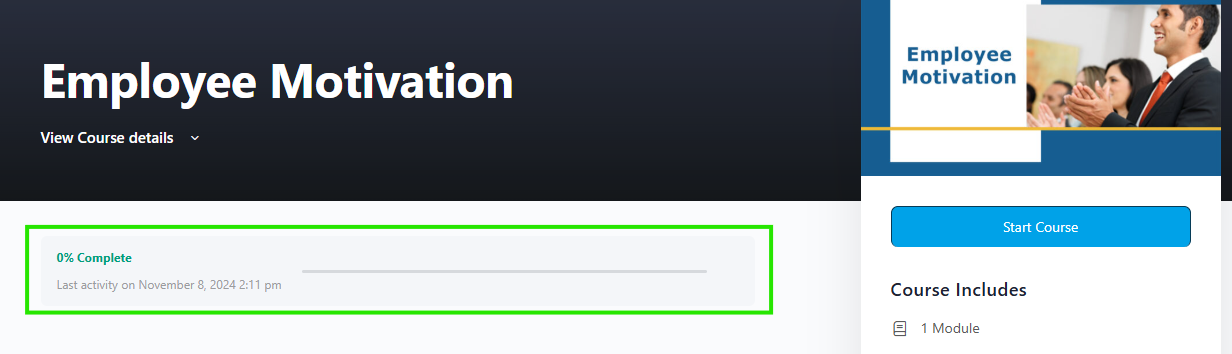 Employee Motivation
View Course details
0% Complete
Last activity on November 8, 2024 2:11 pm
Employee
Motivation
Start Course
Course Includes
1 Module